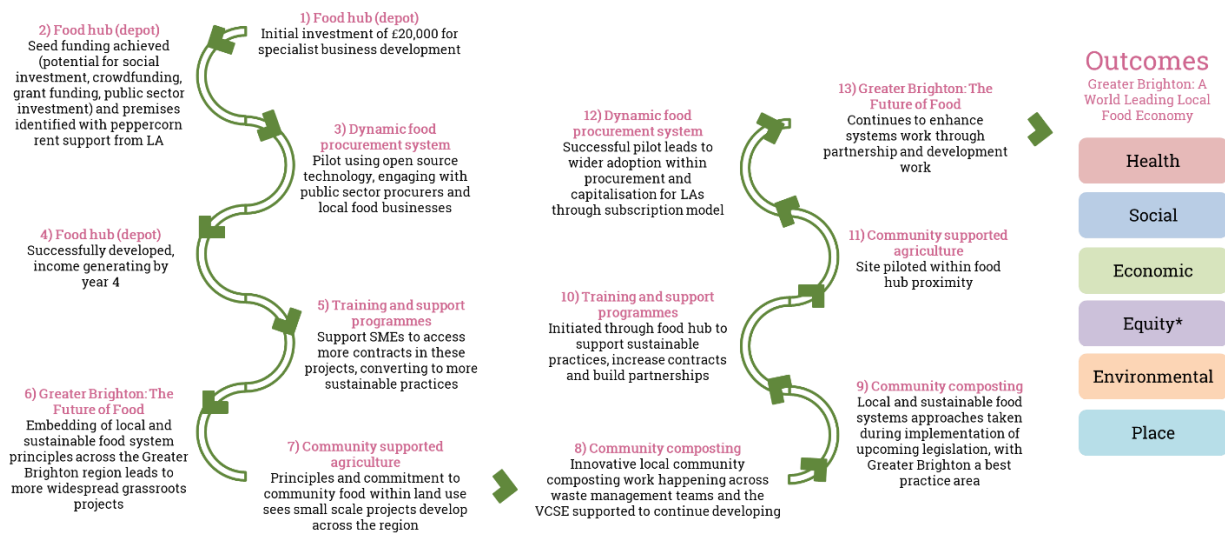 1) Food hub (depot)
Initial investment of £20,000 for
specialist business development
2) Food hub (depot)
Seed funding achieved
(potential for social
investment, crowdfunding,
grant funding, public sector
investment) and premises
identified with peppercorn
rent support from LA
3) Dynamic food
procurement system
Pilot using open source
technology, engaging with
public sector procurers and
local food businesses
4) Food hub (depot)
Successfully developed,
income generating by
year 4
5) Training and support
programmes
Support SMEs to access
more contracts in these
projects, converting to more
sustainable practices
6) Greater Brighton: The
Future of Food
Embedding of local and
sustainable food system
principles across the Greater
Brighton region leads to
more widespread grassroots
projects
7) Community supported
agriculture
Principles and commitment to
community food within land use
sees small scale projects develop
across the region
8) Community composting
Innovative local community
composting work happening across
waste management teams and the
VCSE supported to continue developing
9) Community composting
Local and sustainable food
systems approaches taken
during implementation of
upcoming legislation, with
Greater Brighton a best
practice area
10) Training and support
programmes
Initiated through food hub to
support sustainable
practices, increase contracts
and build partnerships
11) Community supported
agriculture
Site piloted within food
hub proximity
12) Dynamic food
procurement system
Successful pilot leads to
wider adoption within
procurement and
capitalisation for LAs
through subscription model
13) Greater Brighton: The
Future of Food
Continues to enhance
systems work through
partnership and development
work
Outcomes
Greater Brighton: A
World Leading Local
Food Economy
Health
Social
Economic
Equity*
Environmental
Place